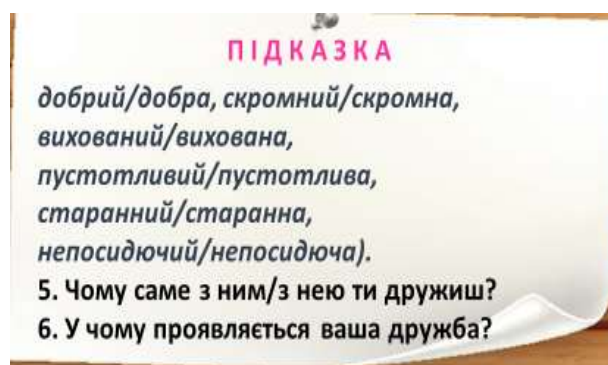 ПІДКАЗКА
добрий/добра, скромний/скромна,
вихований/вихована,
пустотливий/пустотлива,
старанний/старанна,
непосидючий/непосидюча).
5. Чому саме з ним/з нею ти дружиш?
6. У чому проявляється ваша дружба?